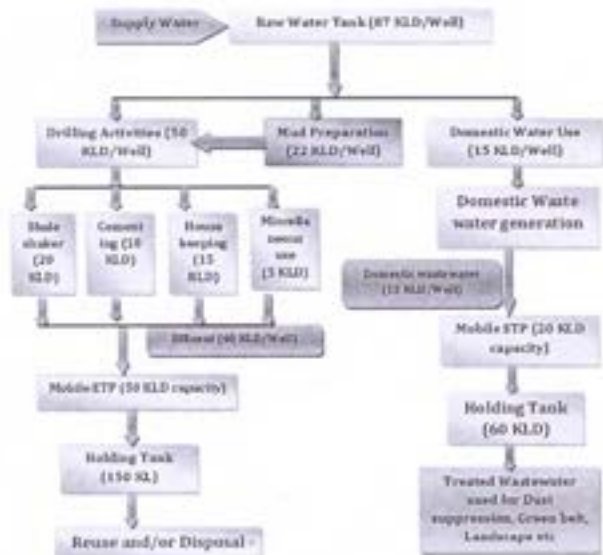 Supply Water
Raw Water Tank (87 KLD/Well)
Drilling Activities (50
KLD/Well)
Mud Preparation
(22 KLD/Well)
Domestic Water Use
(15 KLD/Well)
Shale
shaker
(20
KLD)
Cement
ing (10
KLD)
House
keeping
(15
KLD)
Miscella
neous use
(5 KLD)
Domestic Waste
water generation
Domestic wastewater
(12 KLD/Well)
Effluent (40 KLD/Well)
Mobile STP (20 KLD
capacity)
Mobile ETP (50 KLD capacity)
Holding Tank
(60 KLD)
Holding Tank
(150 KL)
Treated Wastewater
used for Dust
suppression, Green belt,
Landscape etc
Reuse and/or Disposal -